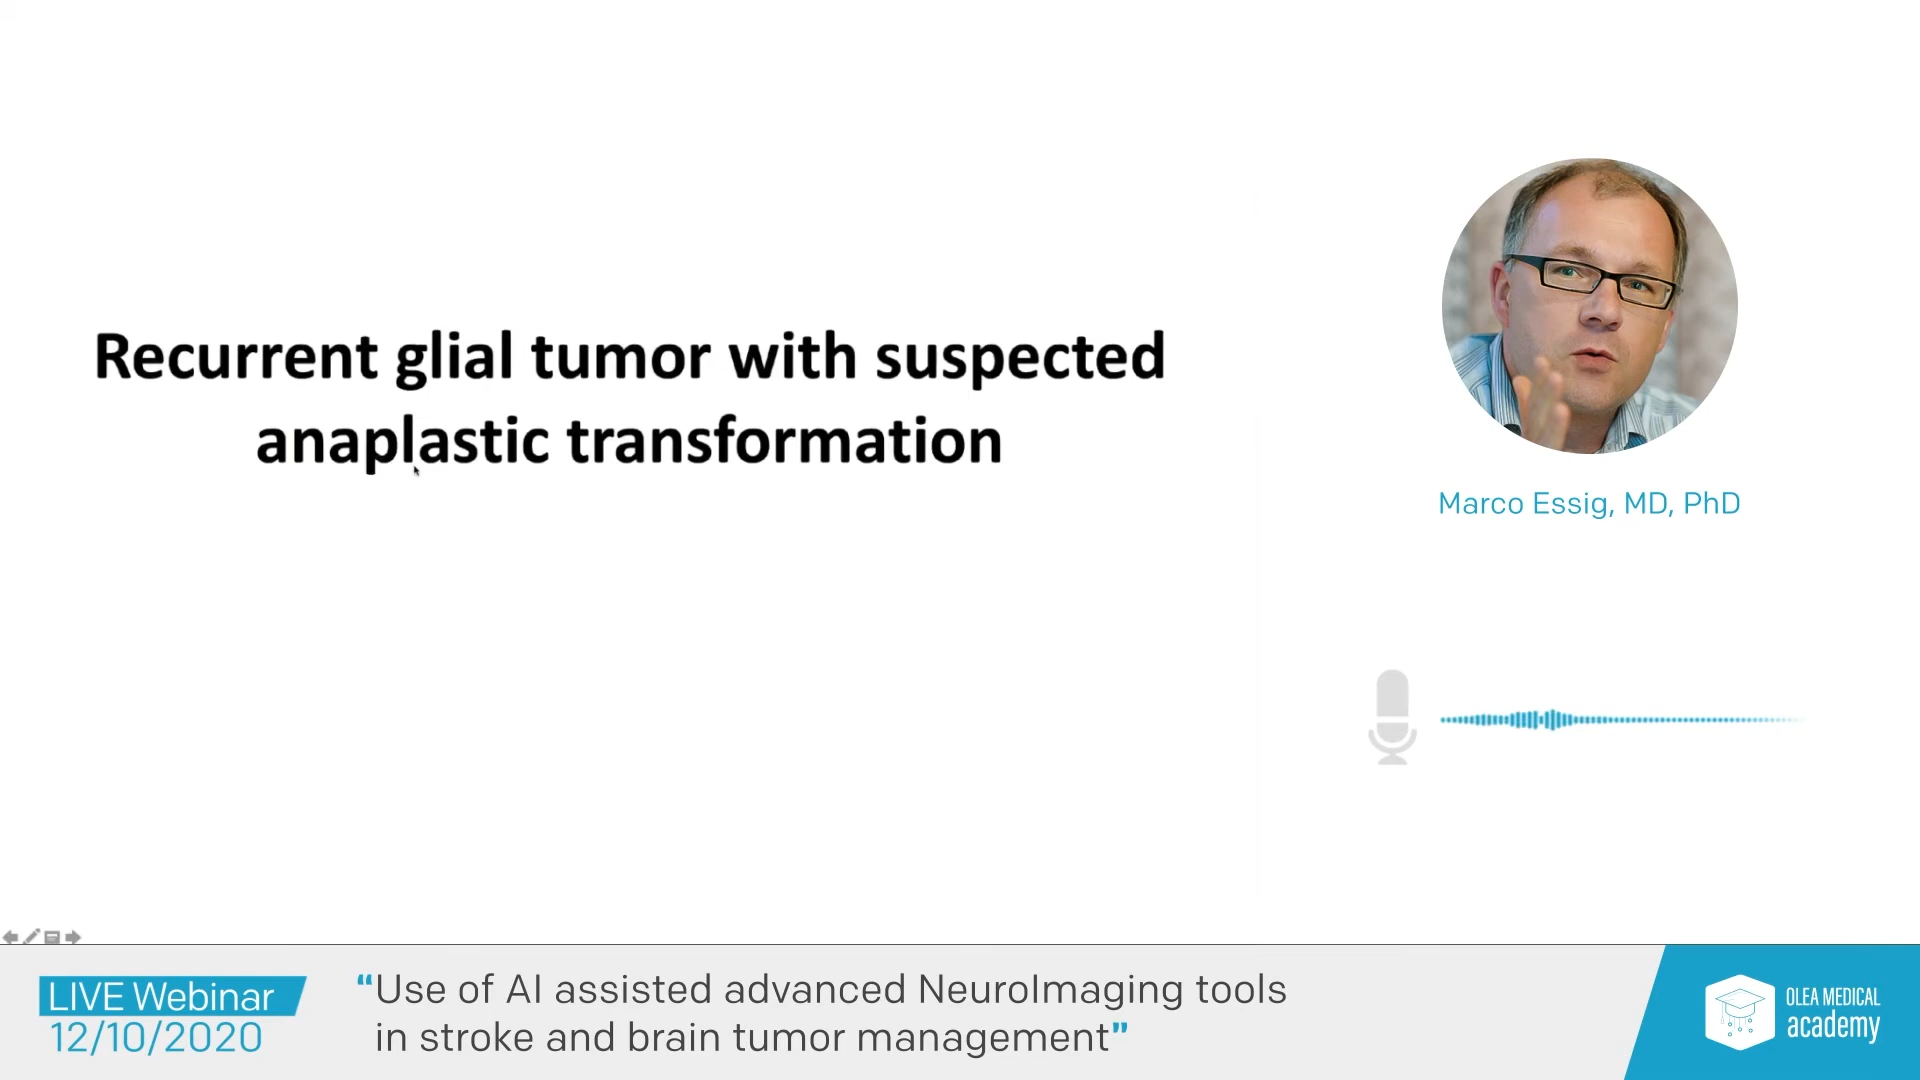 Recurrent glial tumor with suspected
anaplastic transformation
Marco Essig, MD, PhD
LIVE Webinar
12/10/2020
“Use of AI assisted advanced NeuroImaging tools
in stroke and brain tumor management”
OLEA MEDICAL
academy